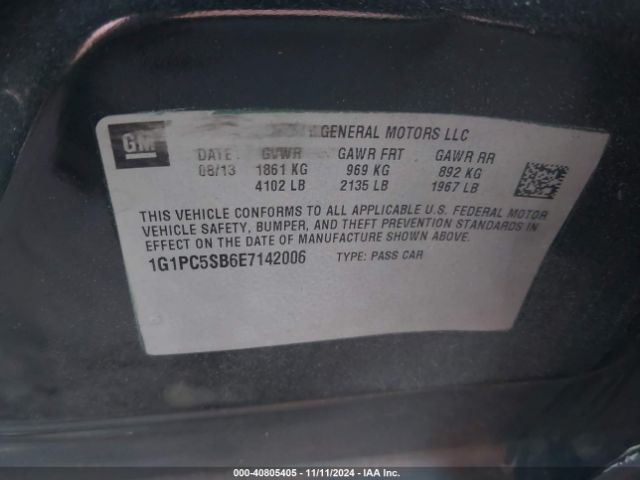 GM
GENERAL MOTORS LLC
DATE GVWR GAWR FRT GAWR RR
08/13 1861 KG 969 KG 892 KG
4102 LB 2135 LB 1967 LB
THIS VEHICLE CONFORMS TO ALL APPLICABLE U.S. FEDERAL MOTOR
VEHICLE SAFETY, BUMPER, AND THEFT PREVENTION STANDARDS IN
EFFECT ON THE DATE OF MANUFACTURE SHOWN ABOVE.
1G1PC5SB6E7142006 TYPE: PASS CAR
000-40805405 - 11/11/2024 - IAA Inc.